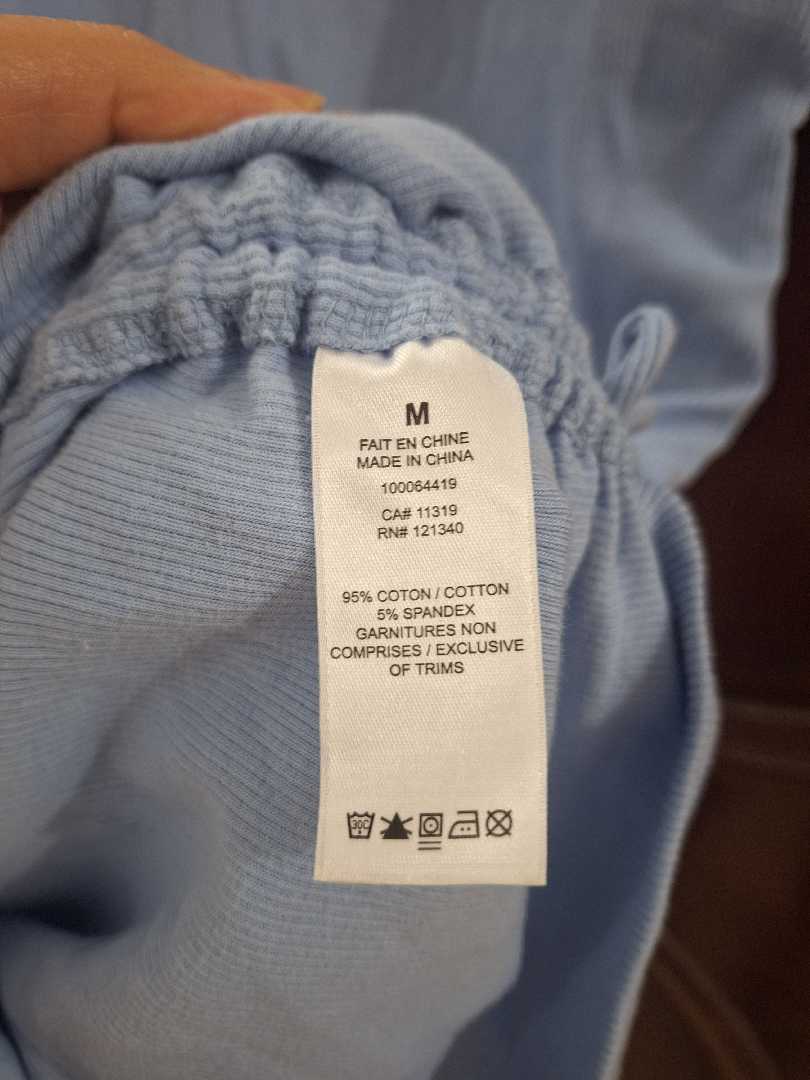 M
FAIT EN CHINE
MADE IN CHINA
100064419
CA# 11319
RN# 121340
95% COTON / COTTON
5% SPANDEX
GARNITURES NON
COMPRISES / EXCLUSIVE
OF TRIMS
30C